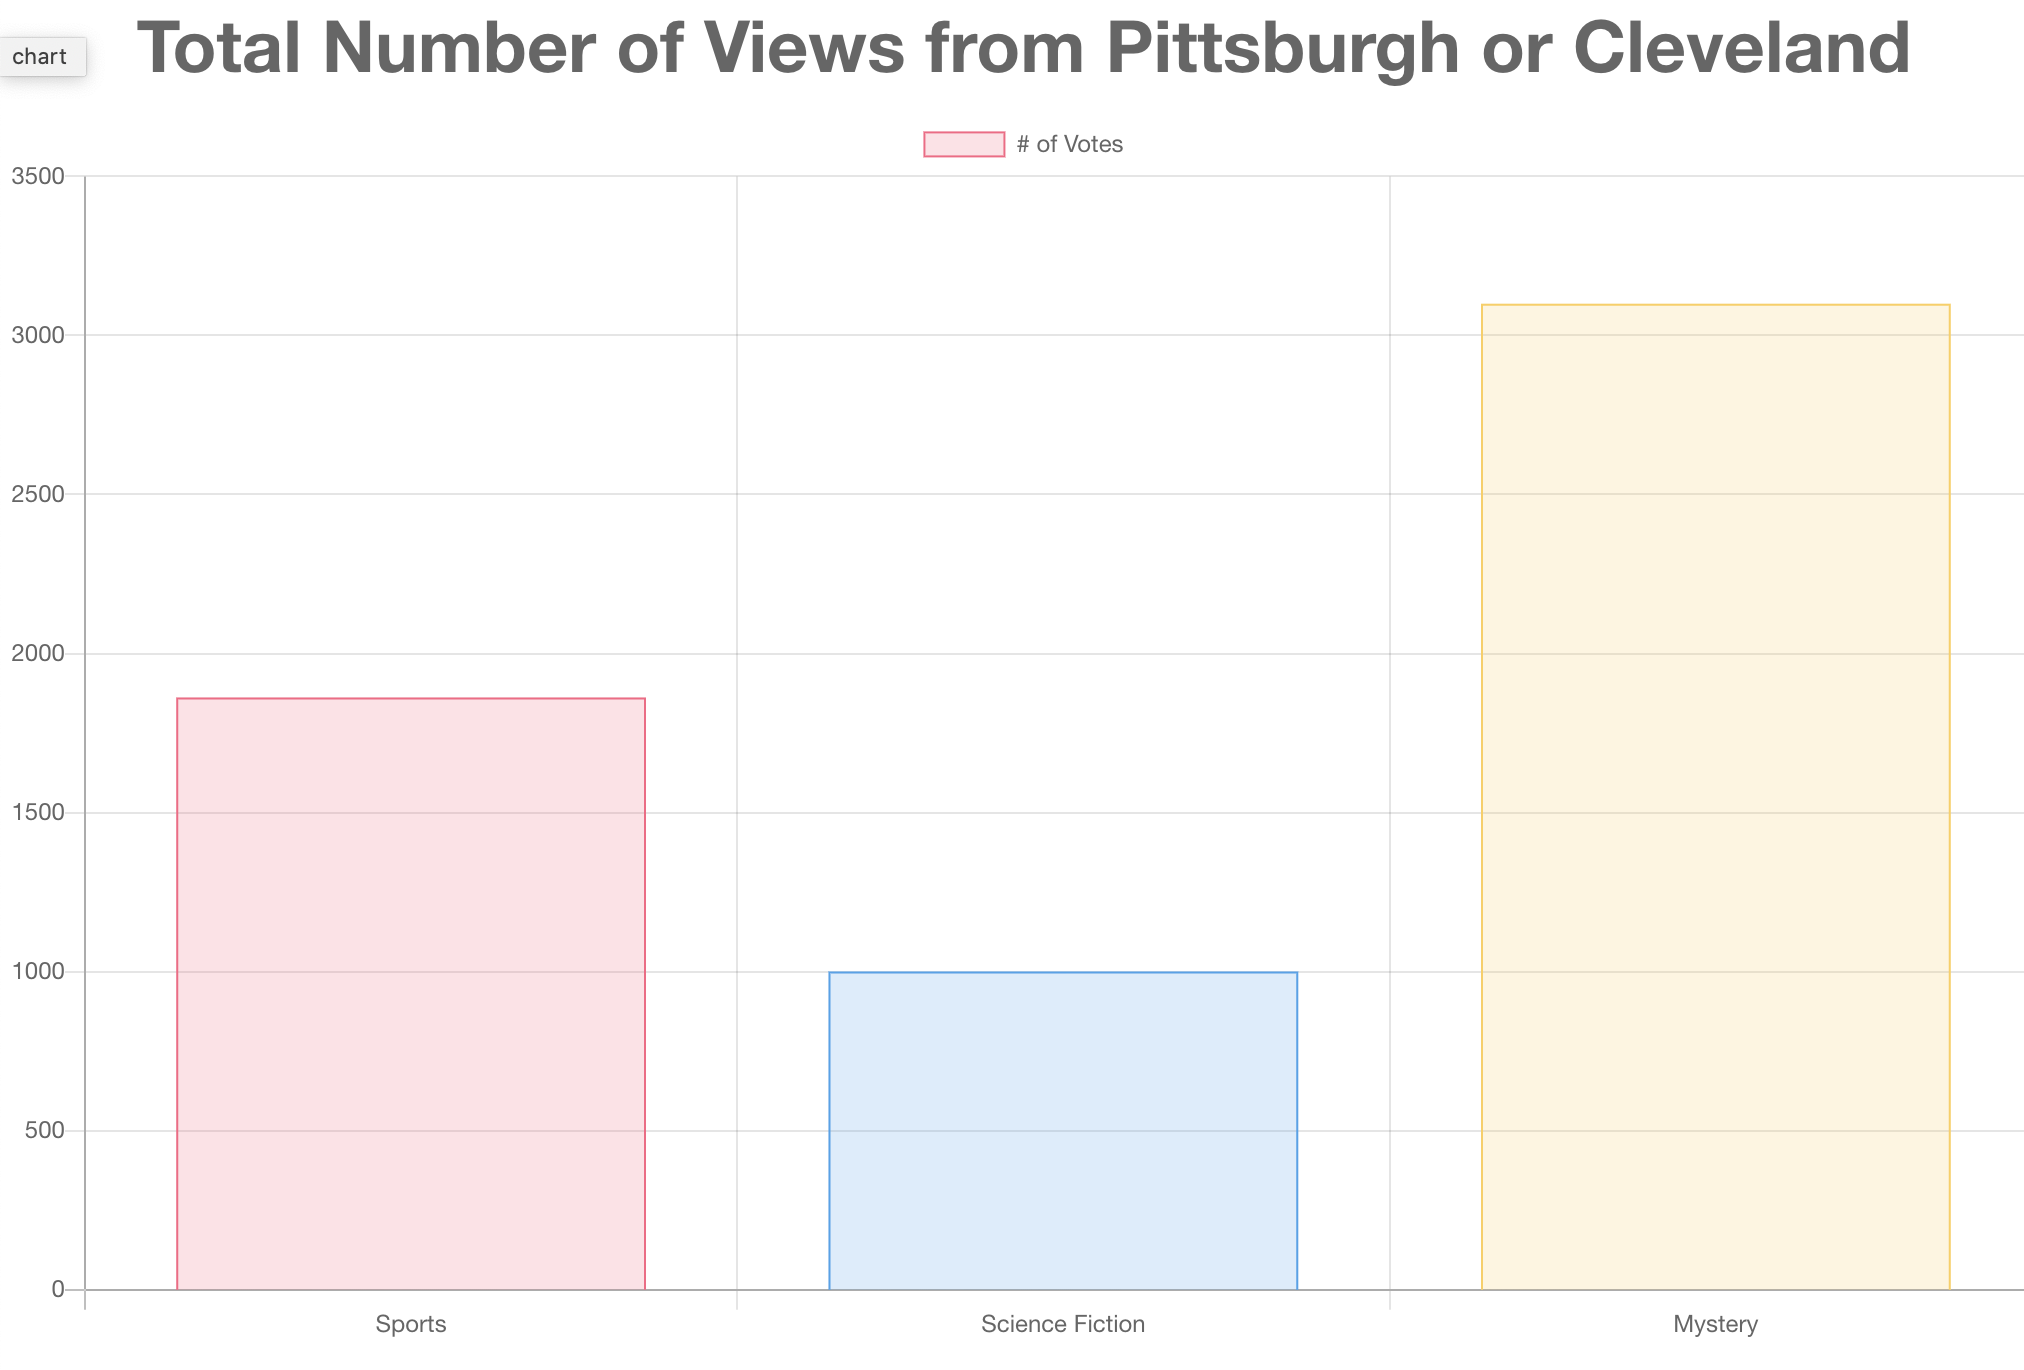 Total Number of Views from Pittsburgh or Cleveland
chart
# of Votes
3500
3000
2500
2000
1500
1000
500
0
Sports
Science Fiction
Mystery